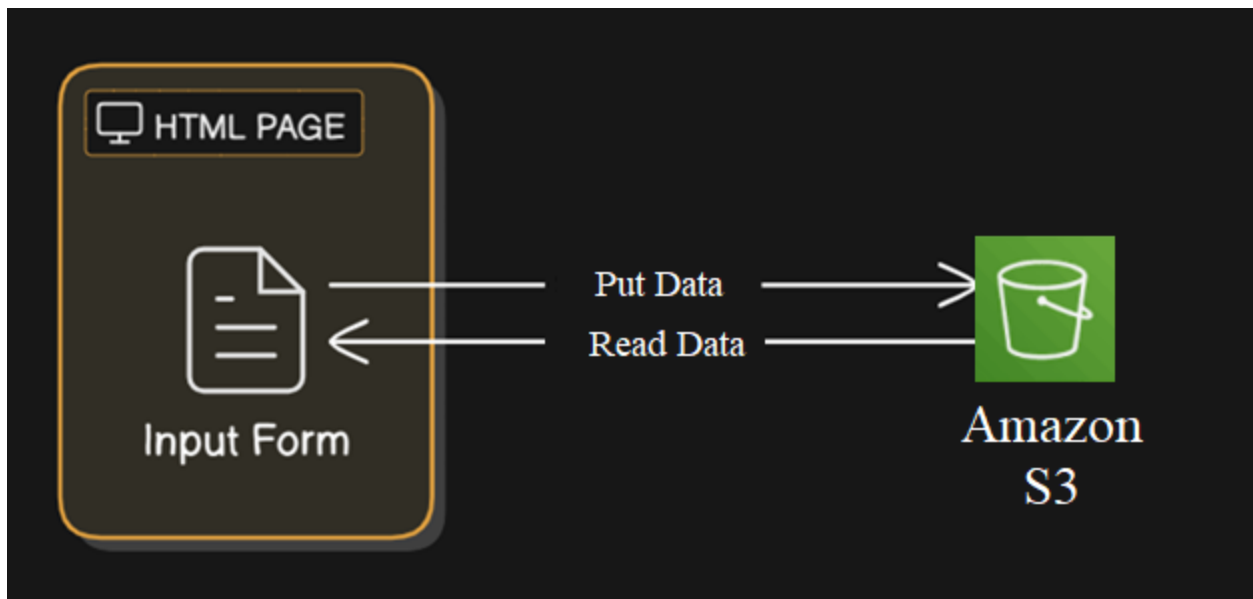 HTML PAGE
Put Data
Read Data
Input Form
Amazon
S3